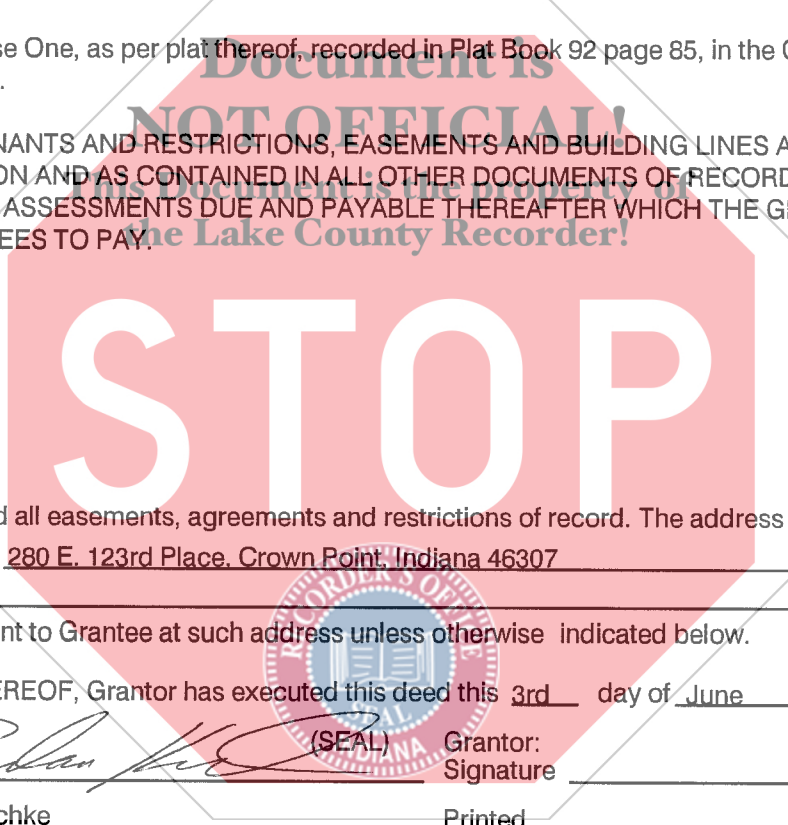 se One, as per plat thereof, recorded in Plat Book 92 page 85, in the
Document is
NOT OFFICIAL!
NANTS AND RESTRICTIONS, EASEMENTS AND BUILDING LINES A
ON AND AS CONTAINED IN ALL OTHER DOCUMENTS OF RECORD
This Document is the property of
ASSESSMENTS DUE AND PAYABLE THEREAFTER WHICH THE G
EES TO PAY.
the Lake County Recorder!
STOP
d all easements, agreements and restrictions of record. The address
280 E. 123rd Place, Crown Point, Indiana 46307
RECORDER'S OFFICE
nt to Grantee at such address unless otherwise indicated below.
EREOF, Grantor has executed this deed this 3rd day of June
SEAL
(SEAL) Grantor:
INDIANA
Signature
chke Printed